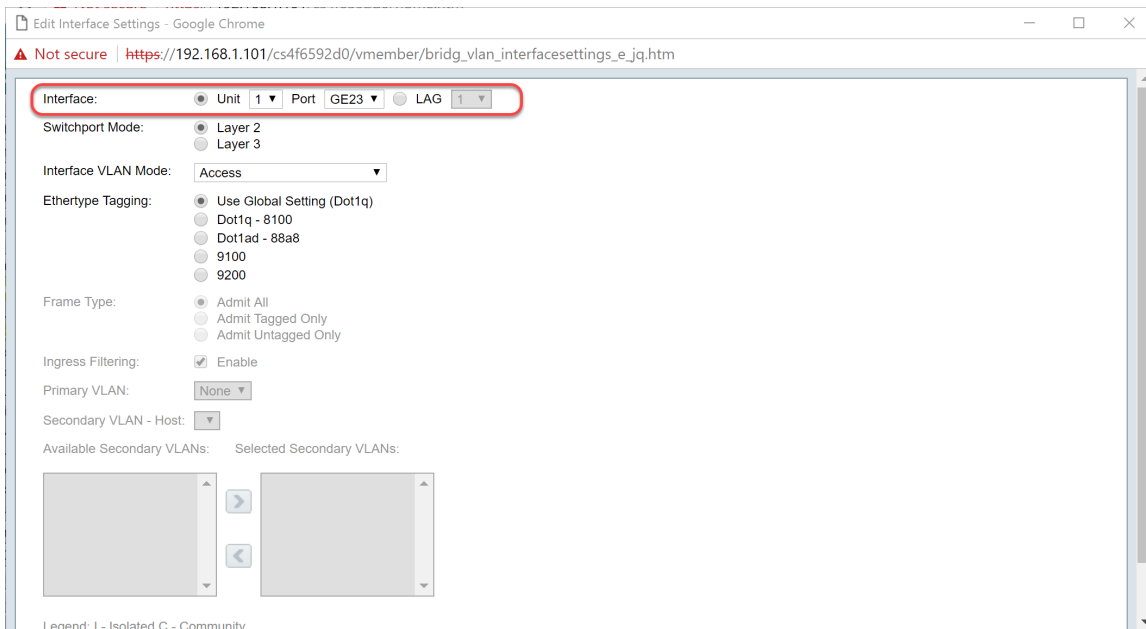 Edit Interface Settings - Google Chrome
Not secure https://192.168.1.101/cs4f6592d0/vmember/bridg_vlan_interfacesettings_e_jq.htm
Interface: Unit 1 Port GE23 LAG 1
Switchport Mode: Layer 2
Layer 3
Interface VLAN Mode: Access
Ethertype Tagging: Use Global Setting (Dot1q)
Dot1q - 8100
Dot1ad - 88a8
9100
9200
Frame Type: Admit All
Admit Tagged Only
Admit Untagged Only
Ingress Filtering: Enable
Primary VLAN: None
Secondary VLAN - Host:
Available Secondary VLANs: Selected Secondary VLANs:
Legend: I - Isolated C - Community